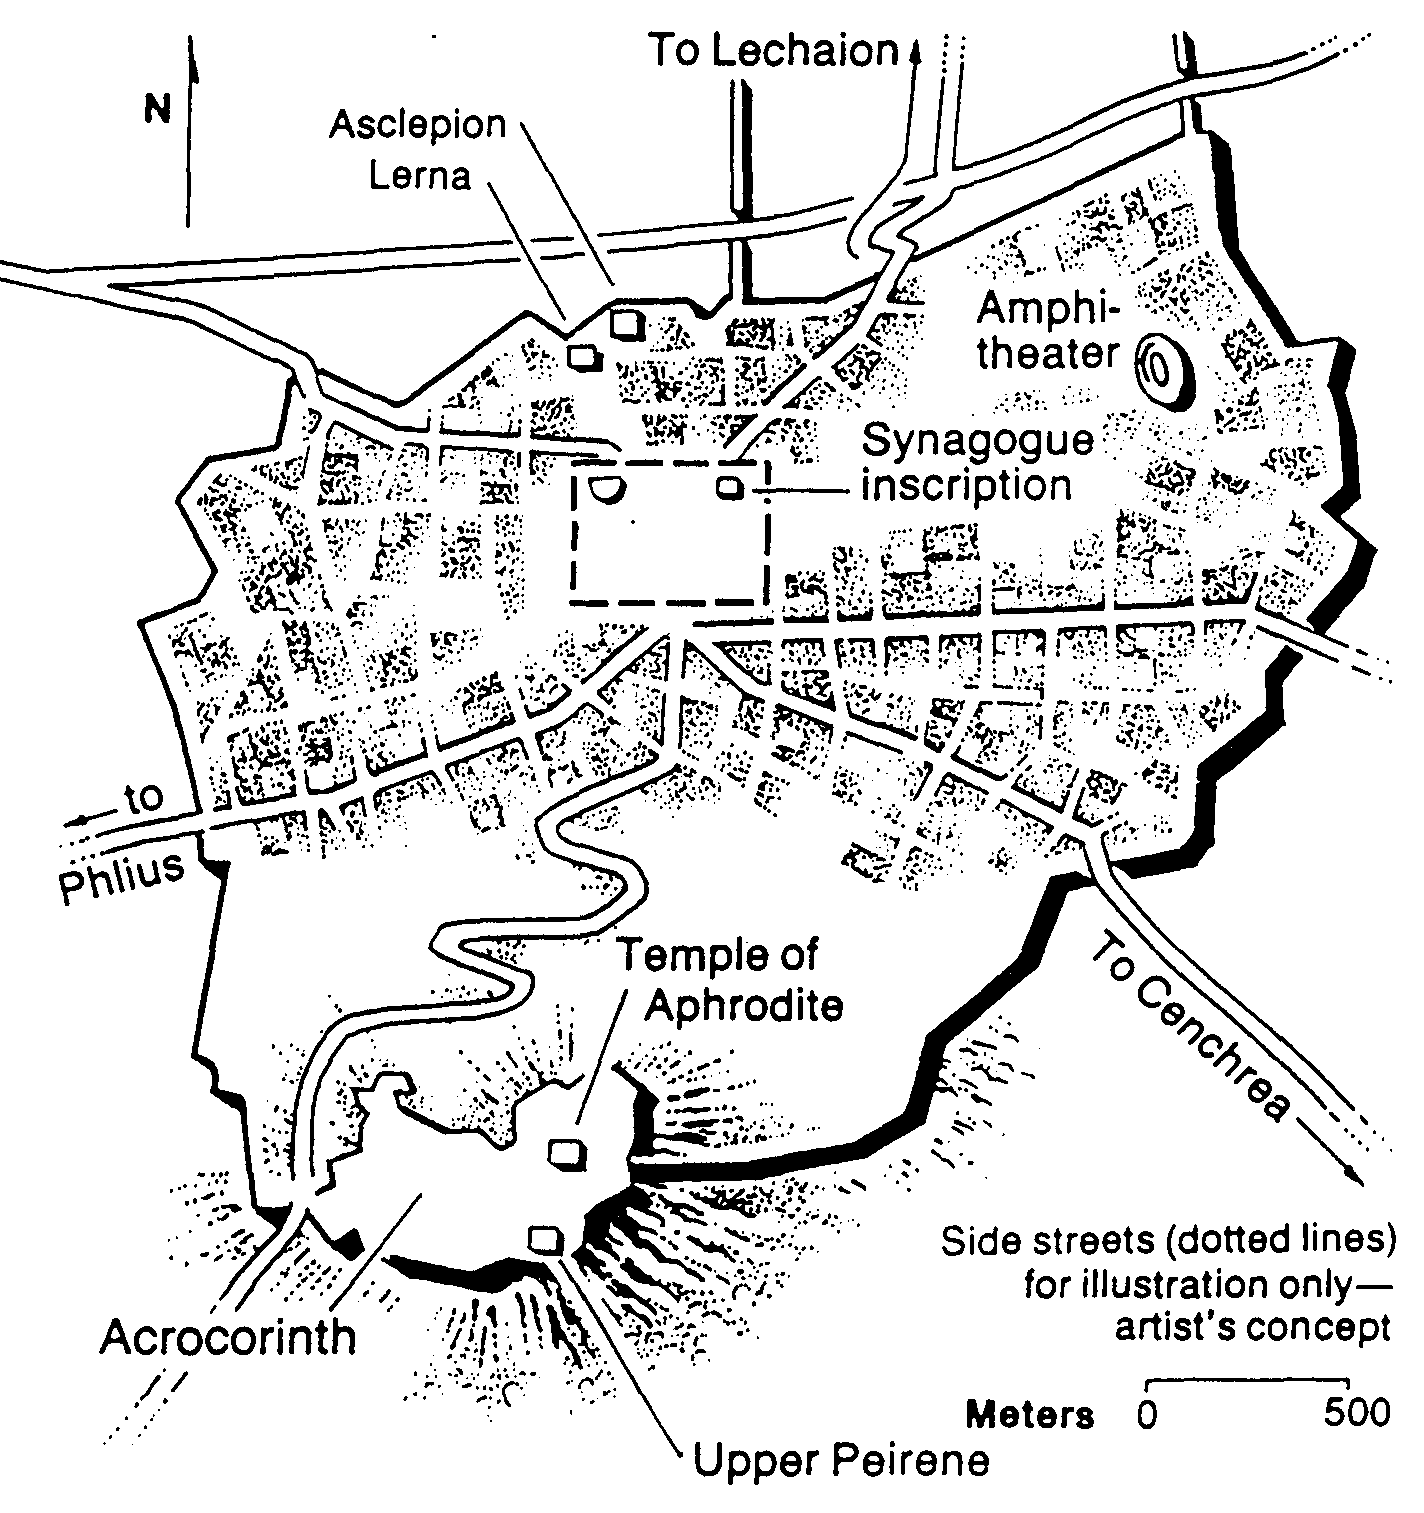 To Lechaion
N
Asclepion
Lerna
Amphi-
theater
Synagogue
inscription
to
Phlius
Temple of
Aphrodite
To Cenchrea
Side streets (dotted lines)
for illustration only—
artist's concept
Acrocorinth
Meters 0 500
Upper Peirene